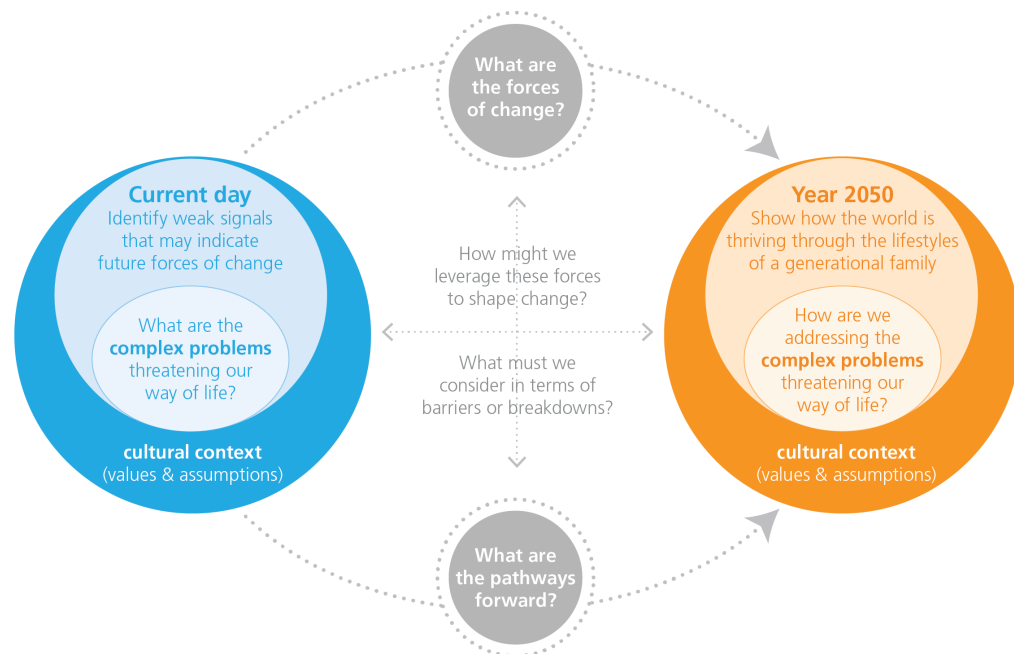 What are
the forces
of change?
Current day
Identify weak signals
that may indicate
future forces of change
What are the
complex problems
threatening our
way of life?
cultural context
(values & assumptions)
How might we
leverage these forces
to shape change?
What must we
consider in terms of
barriers or breakdowns?
Year 2050
Show how the world is
thriving through the lifestyles
of a generational family
How are we
addressing the
complex problems
threatening our
way of life?
cultural context
(values & assumptions)
What are
the pathways
forward?